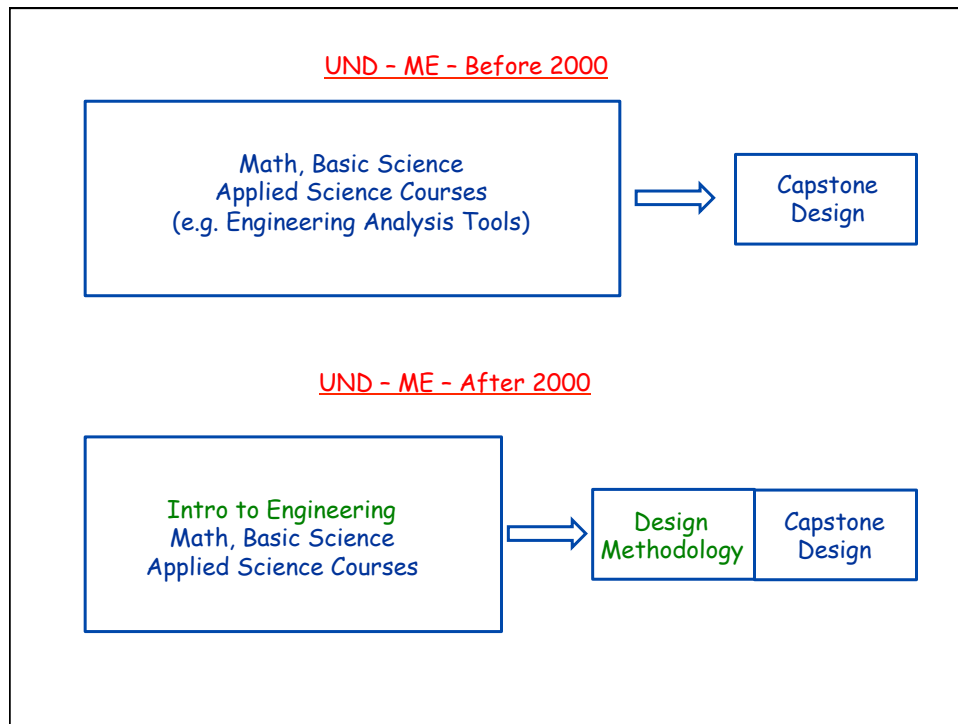 UND – ME – Before 2000
Math, Basic Science
Applied Science Courses
(e.g. Engineering Analysis Tools)
Capstone
Design
UND – ME – After 2000
Intro to Engineering
Math, Basic Science
Applied Science Courses
Design
Methodology
Capstone
Design